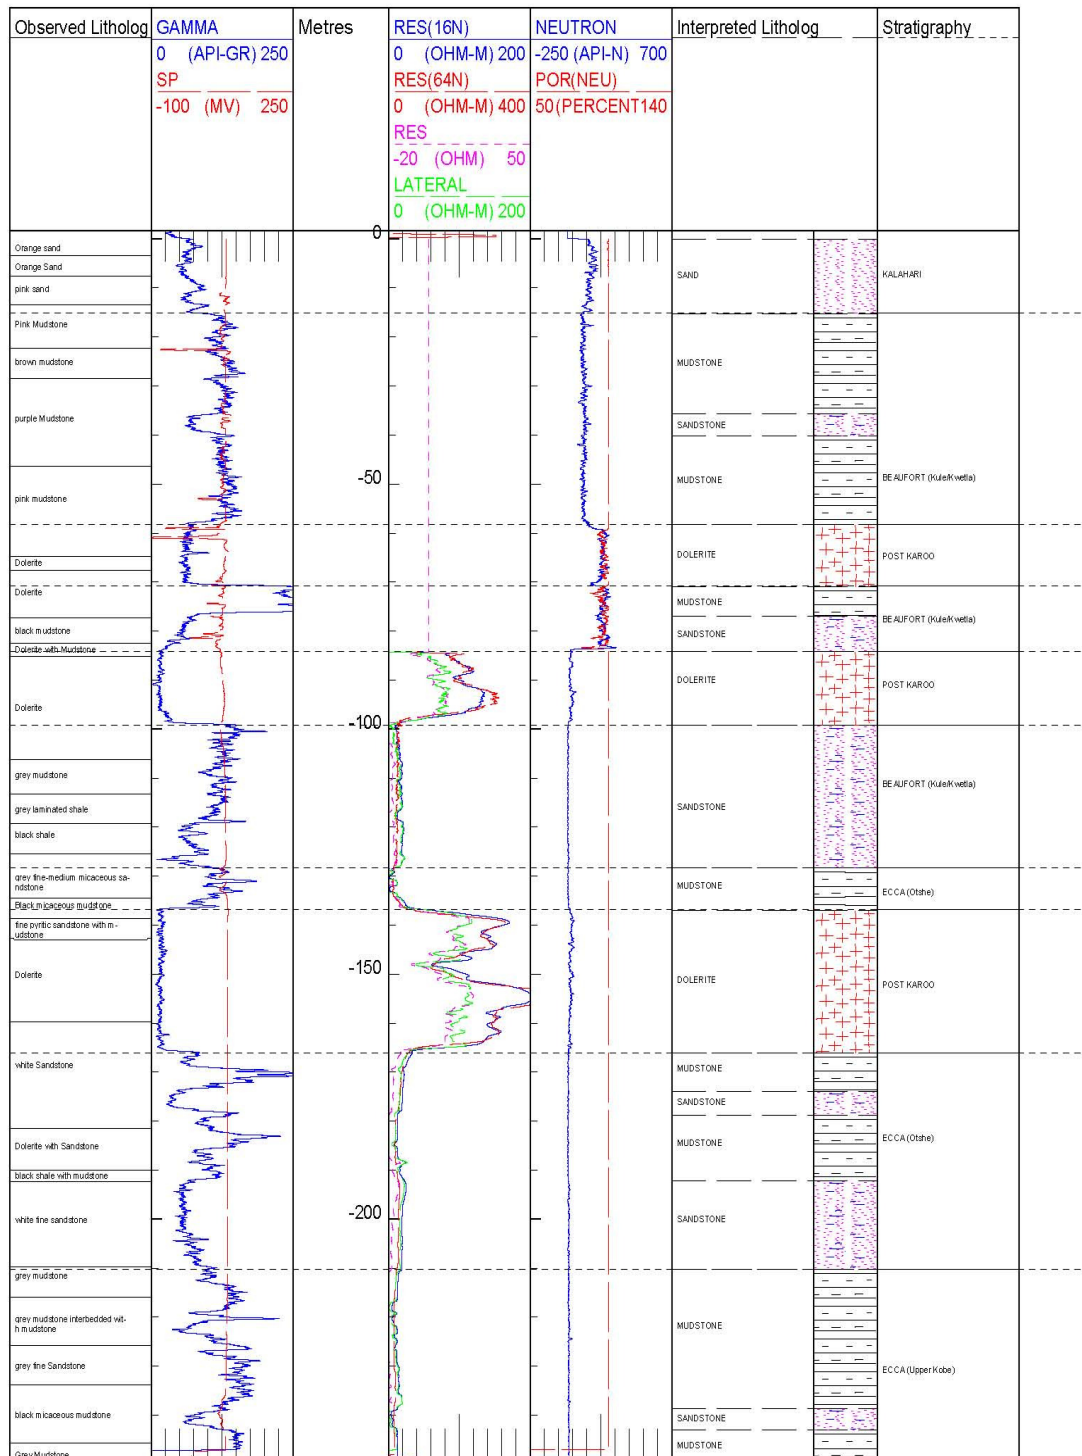 Observed Litholog GAMMA Metres RES(16N) NEUTRON Interpreted Litholog Stratigraphy
0 (API-GR) 250 0 (OHM-M) 200 -250 (API-N) 700
SP RES(64N) POR(NEU)
-100 (MV) 250 0 (OHM-M) 400 50(PERCENT140
RES
-20 (OHM) 50
LATERAL
0 (OHM-M) 200
0
Orange sand
Orange Sand
SAND KALAHARI
pink sand
Pink Mudstone
brown mudstone MUDSTONE
purple Mudstone
SANDSTONE
-50 MUDSTONE BEAUFORT (Kule/Kwetla)
pink mudstone
Dolerite DOLERITE POST KAROO
Dolerite
MUDSTONE
BEAUFORT (Kule/Kwetla)
black mudstone SANDSTONE
Dolerite with Mudstone
DOLERITE POST KAROO
Dolerite
-100
grey mudstone BEAUFORT (Kule/Kwetla)
grey laminated shale SANDSTONE
black shale
grey fine-medium micaceous sa-
ndstone
MUDSTONE ECCA (Otshe)
Black micaceous mudstone
fine pyritic sandstone with m-
udstone
-150
Dolerite DOLERITE POST KAROO
white Sandstone MUDSTONE
SANDSTONE
Dolerite with Sandstone MUDSTONE ECCA (Otshe)
black shale with mudstone
-200
white fine sandstone SANDSTONE
grey mudstone
grey mudstone interbedded wit-
h mudstone
MUDSTONE
grey fine Sandstone ECCA (Upper Kobe)
black micaceous mudstone SANDSTONE
MUDSTONE
Grey Mudstone